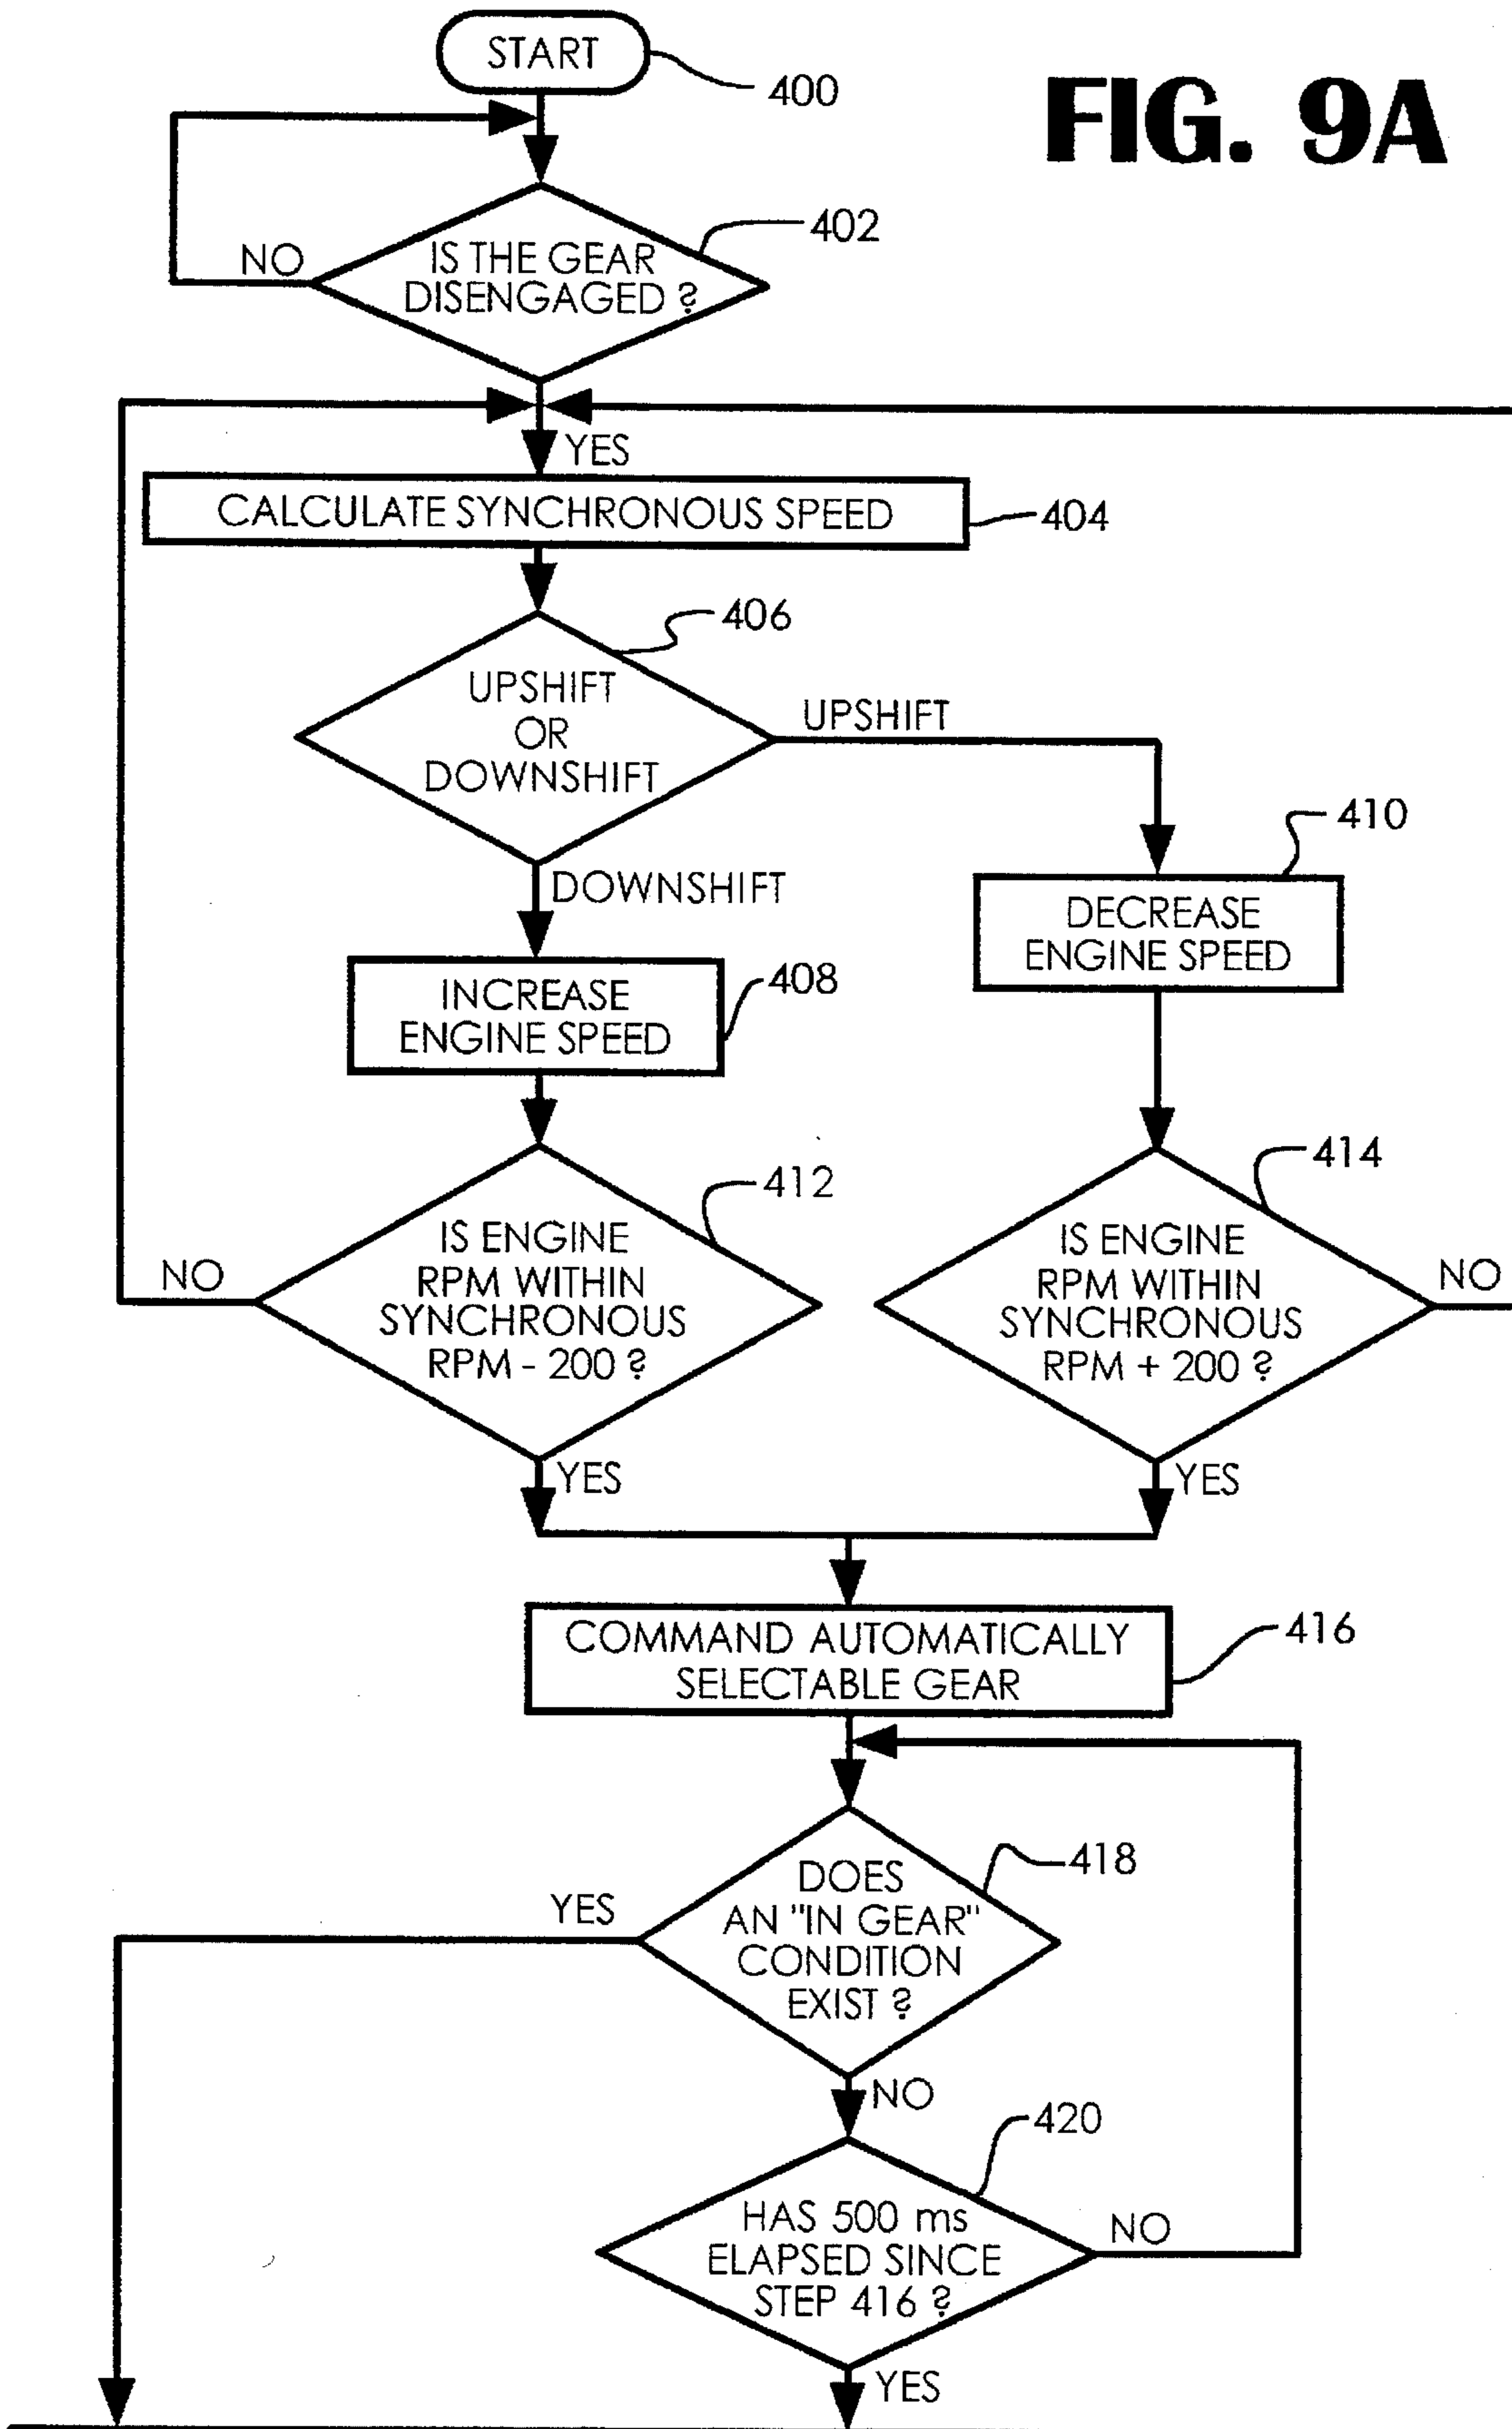 START
400
FIG. 9A
402
NO
IS THE GEAR
DISENGAGED ?
YES
CALCULATE SYNCHRONOUS SPEED
404
406
UPSHIFT
OR
DOWNSHIFT
UPSHIFT
410
DOWNSHIFT
DECREASE
ENGINE SPEED
408
INCREASE
ENGINE SPEED
412
414
NO
IS ENGINE
RPM WITHIN
SYNCHRONOUS
RPM - 200 ?
IS ENGINE
RPM WITHIN
SYNCHRONOUS
RPM + 200 ?
NO
YES
YES
COMMAND AUTOMATICALLY
SELECTABLE GEAR
416
418
YES
DOES
AN "IN GEAR"
CONDITION
EXIST ?
NO
420
HAS 500 ms
ELAPSED SINCE
STEP 416 ?
NO
YES